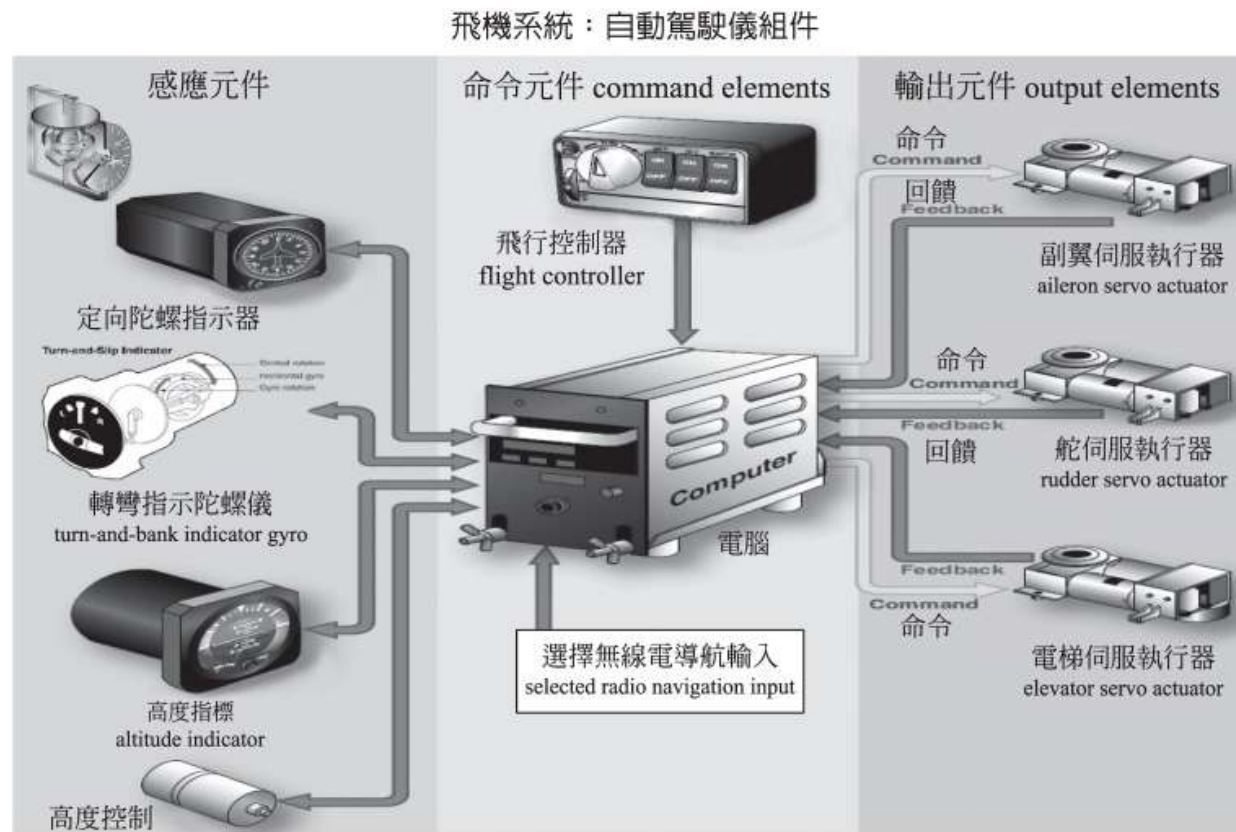 飛機系統：自動駕駛儀組件
感應元件
定向陀螺指示器
Turn-and-Slip Indicator
Gimbal rotation
Horizontal gyro
Gyro rotation
轉彎指示陀螺儀
turn-and-bank indicator gyro
高度指標
altitude indicator
高度控制
命令元件 command elements
飛行控制器
flight controller
Computer
電腦
選擇無線電導航輸入
selected radio navigation input
輸出元件 output elements
命令
Command
回饋
Feedback
副翼伺服執行器
aileron servo actuator
命令
Command
Feedback
回饋
舵伺服執行器
rudder servo actuator
Feedback
Command
命令
電梯伺服執行器
elevator servo actuator